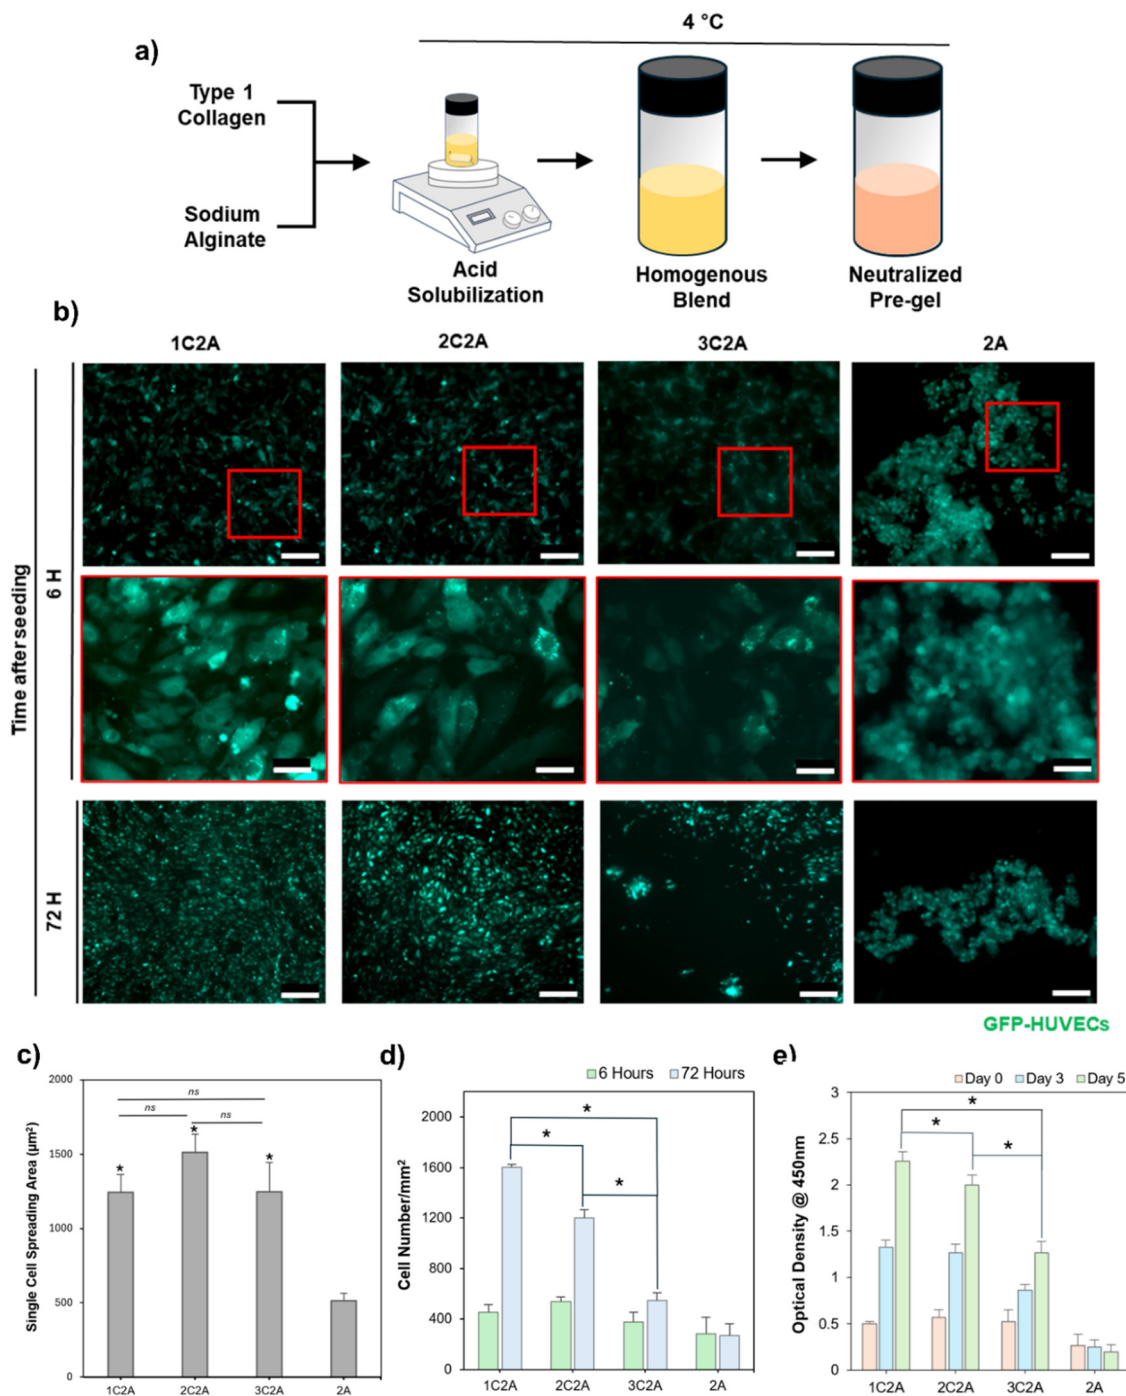 4 °C
a)
Type 1
Collagen
Sodium
Alginate
Acid
Solubilization
Homogenous
Blend
Neutralized
Pre-gel
b)
1C2A
2C2A
3C2A
2A
Time after seeding
6 H
72 H
GFP-HUVECs
c)
2000
1500
1000
500
0
Single Cell Spreading Area (µm²)
ns
ns
ns
*
*
*
1C2A
2C2A
3C2A
2A
d)
6 Hours
72 Hours
2000
1600
1200
800
400
0
Cell Number/mm²
*
*
*
1C2A
2C2A
3C2A
2A
e)
Day 0
Day 3
Day 5
3
2.5
2
1.5
1
0.5
0
Optical Density @ 450nm
*
*
*
1C2A
2C2A
3C2A
2A